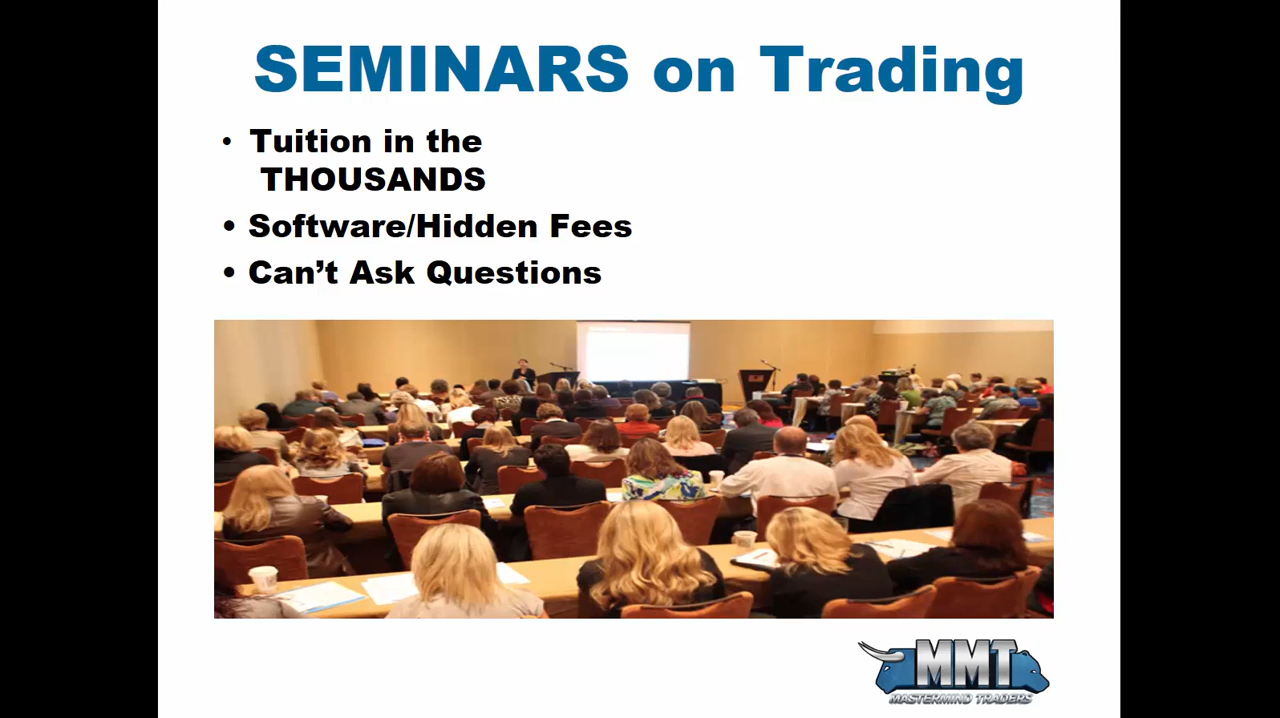 SEMINARS on Trading
• Tuition in the
THOUSANDS
• Software/Hidden Fees
• Can’t Ask Questions
MMT
MASTERMIND TRADERS